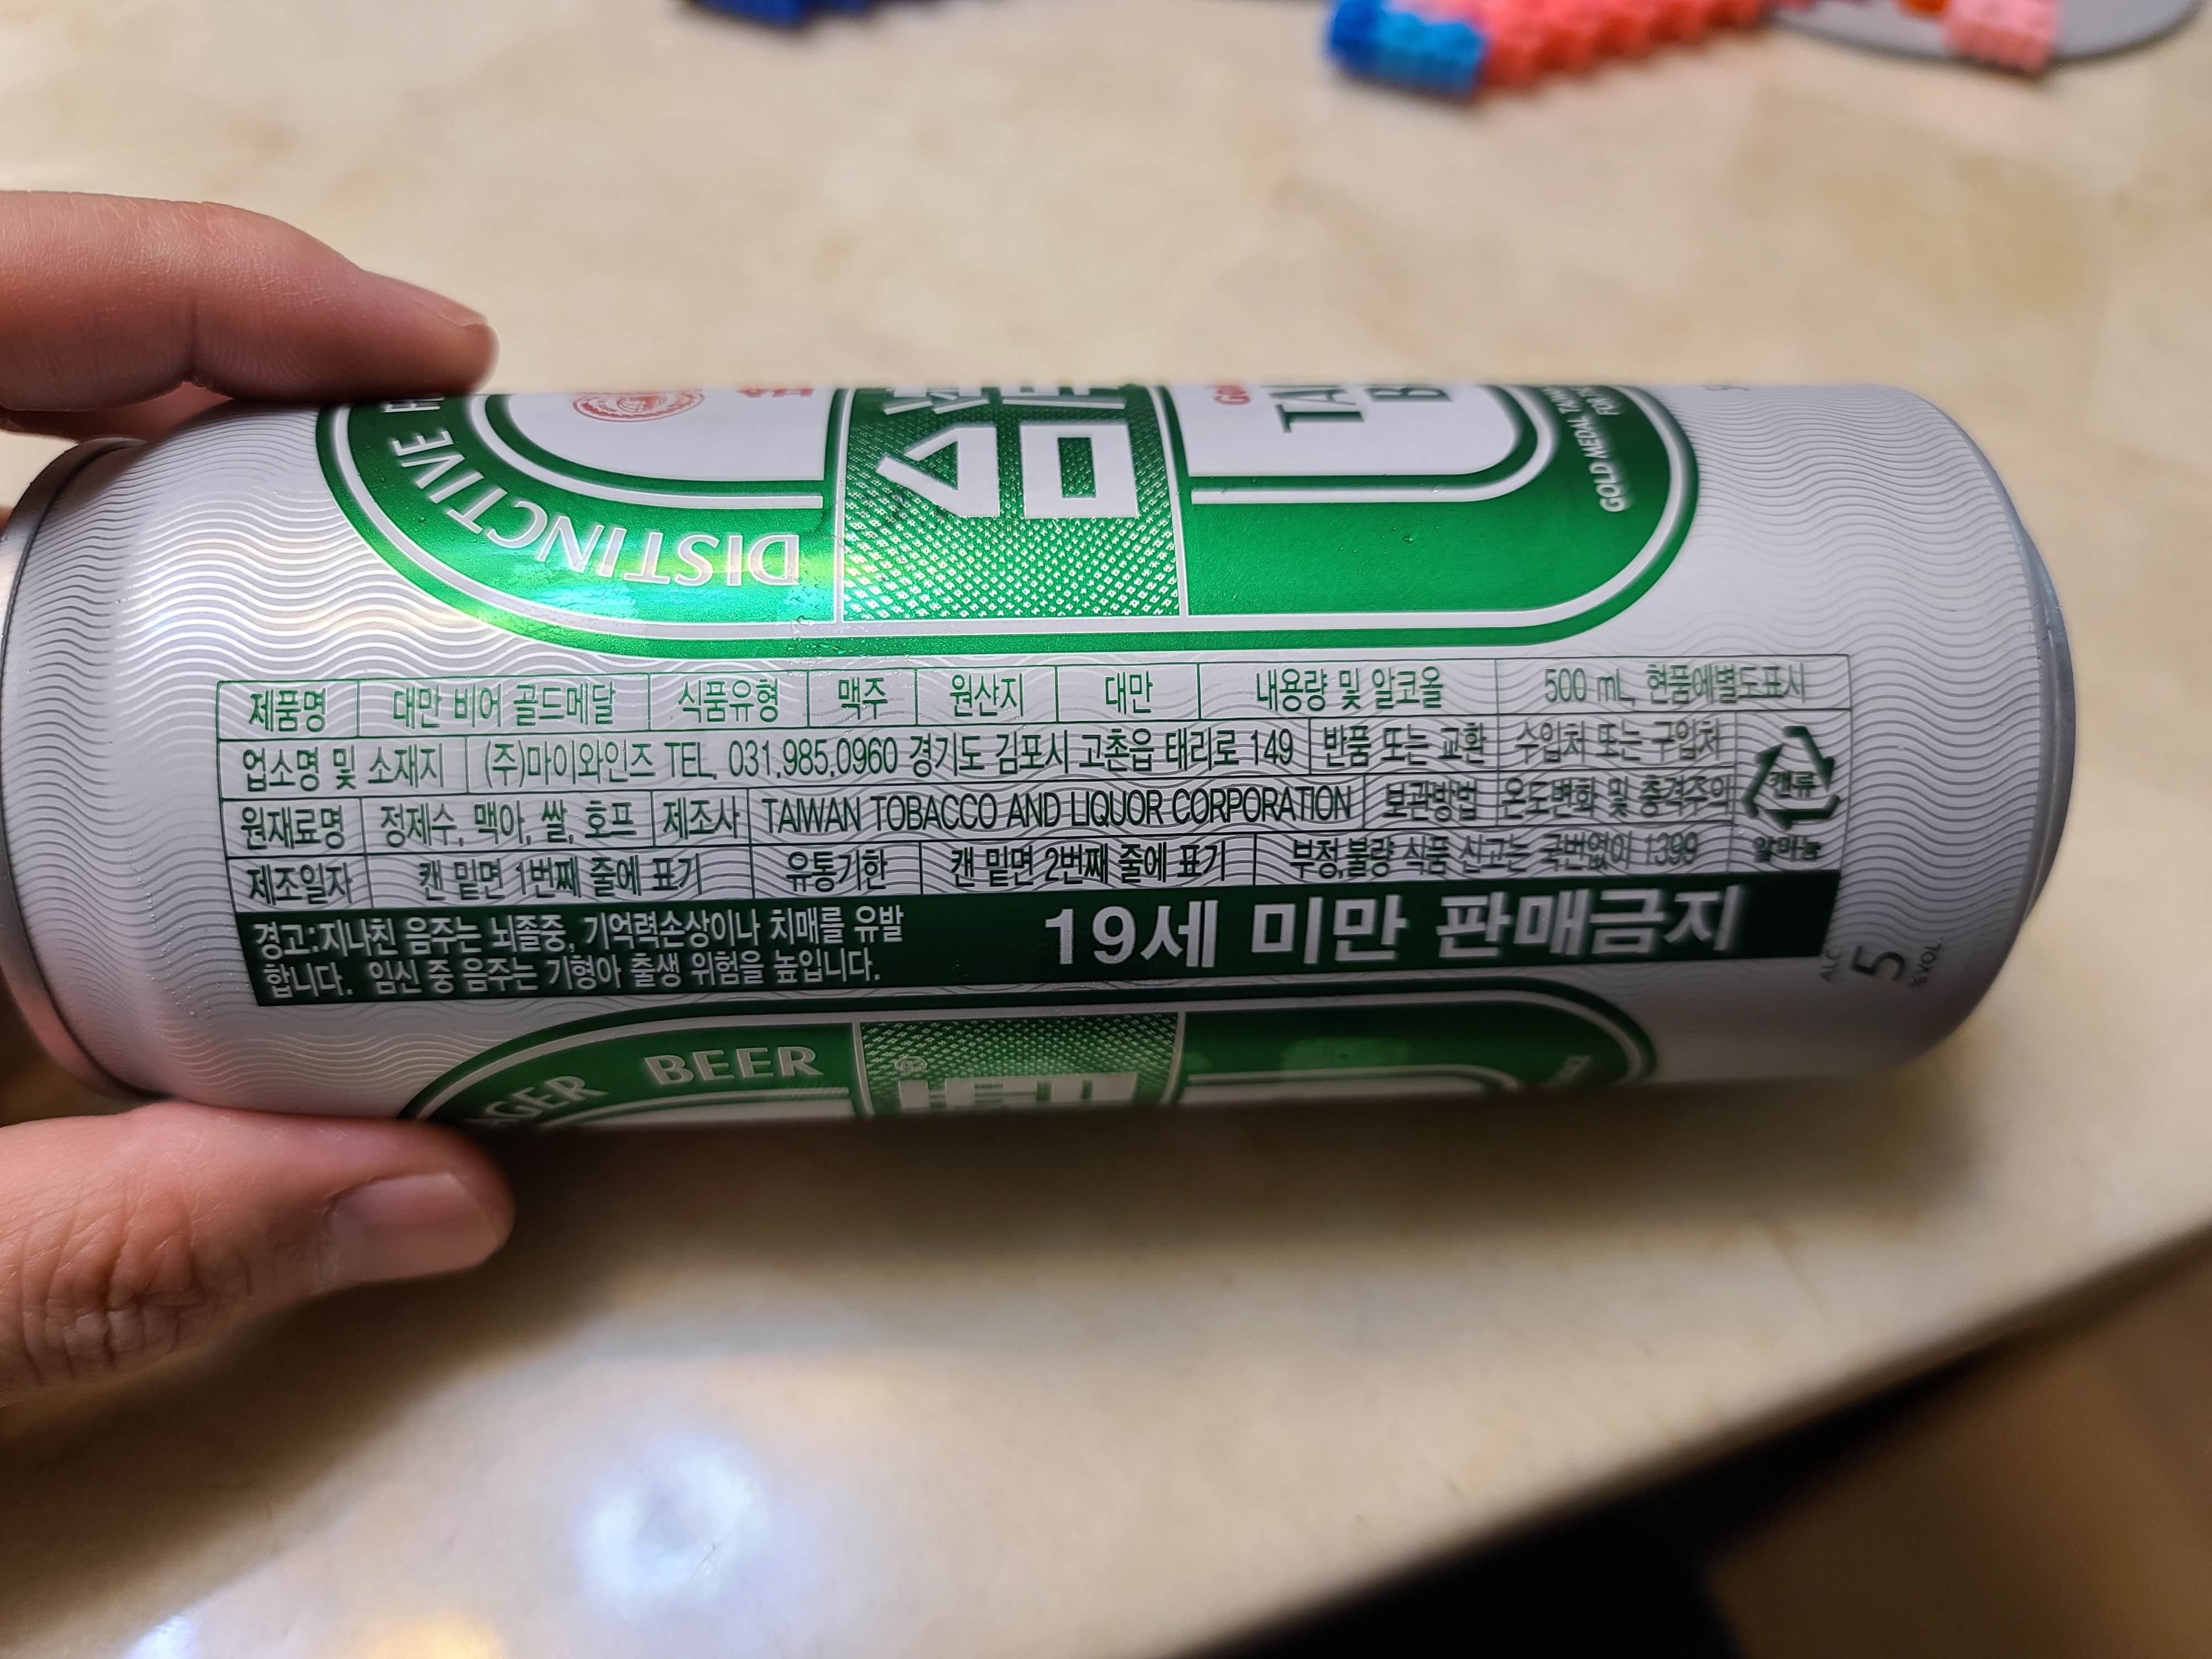 DISTINCTIVE
台
GOLD MEDAL TAIWAN
제품명 대만 비어 골드메달 식품유형 맥주 원산지 대만 내용량 및 알코올 500 mL, 현품에별도표시
업소명 및 소재지 (주)마이와인즈 TEL. 031.985.0960 경기도 김포시 고촌읍 태리로 149 반품 또는 교환 수입처 또는 구입처
원재료명 정제수, 맥아, 쌀, 호프 제조사 TAIWAN TOBACCO AND LIQUOR CORPORATION 보관방법 온도변화 및 충격주의
캔류
알미늄
제조일자 캔 밑면 1번째 줄에 표기 유통기한 캔 밑면 2번째 줄에 표기 부정,불량 식품 신고는 국번없이 1399
경고:지나친 음주는 뇌졸중, 기억력손상이나 치매를 유발
합니다. 임신 중 음주는 기형아 출생 위험을 높입니다.
19세 미만 판매금지
ALC. 5 %VOL.
BEER